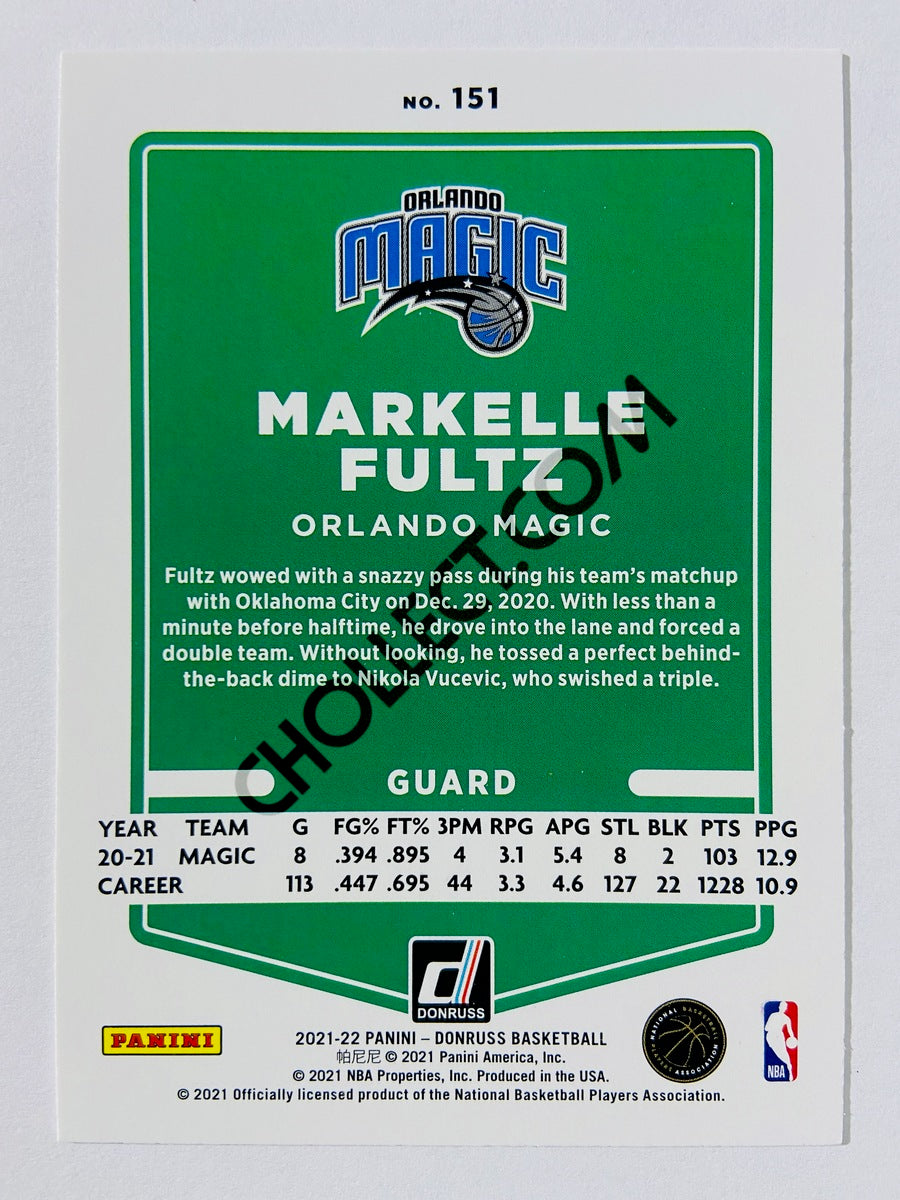 NO. 151
ORLANDO
MAGIC
MARKELLE
FULTZ
ORLANDO MAGIC
Fultz wowed with a snazzy pass during his team's matchup
with Oklahoma City on Dec. 29, 2020. With less than a
minute before halftime, he drove into the lane and forced a
double team. Without looking, he tossed a perfect behind-
the-back dime to Nikola Vucevic, who swished a triple.
CHOLLECT.COM
GUARD
YEAR TEAM G FG% FT% 3PM RPG APG STL BLK PTS PPG
20-21 MAGIC 8 .394 .895 4 3.1 5.4 8 2 103 12.9
CAREER 113 .447 .695 44 3.3 4.6 127 22 1228 10.9
d
DONRUSS
PANINI
2021-22 PANINI – DONRUSS BASKETBALL
帕尼尼 © 2021 Panini America, Inc.
© 2021 NBA Properties, Inc. Produced in the USA.
© 2021 Officially licensed product of the National Basketball Players Association.
NATIONAL BASKETBALL
PLAYERS ASSOCIATION
NBA